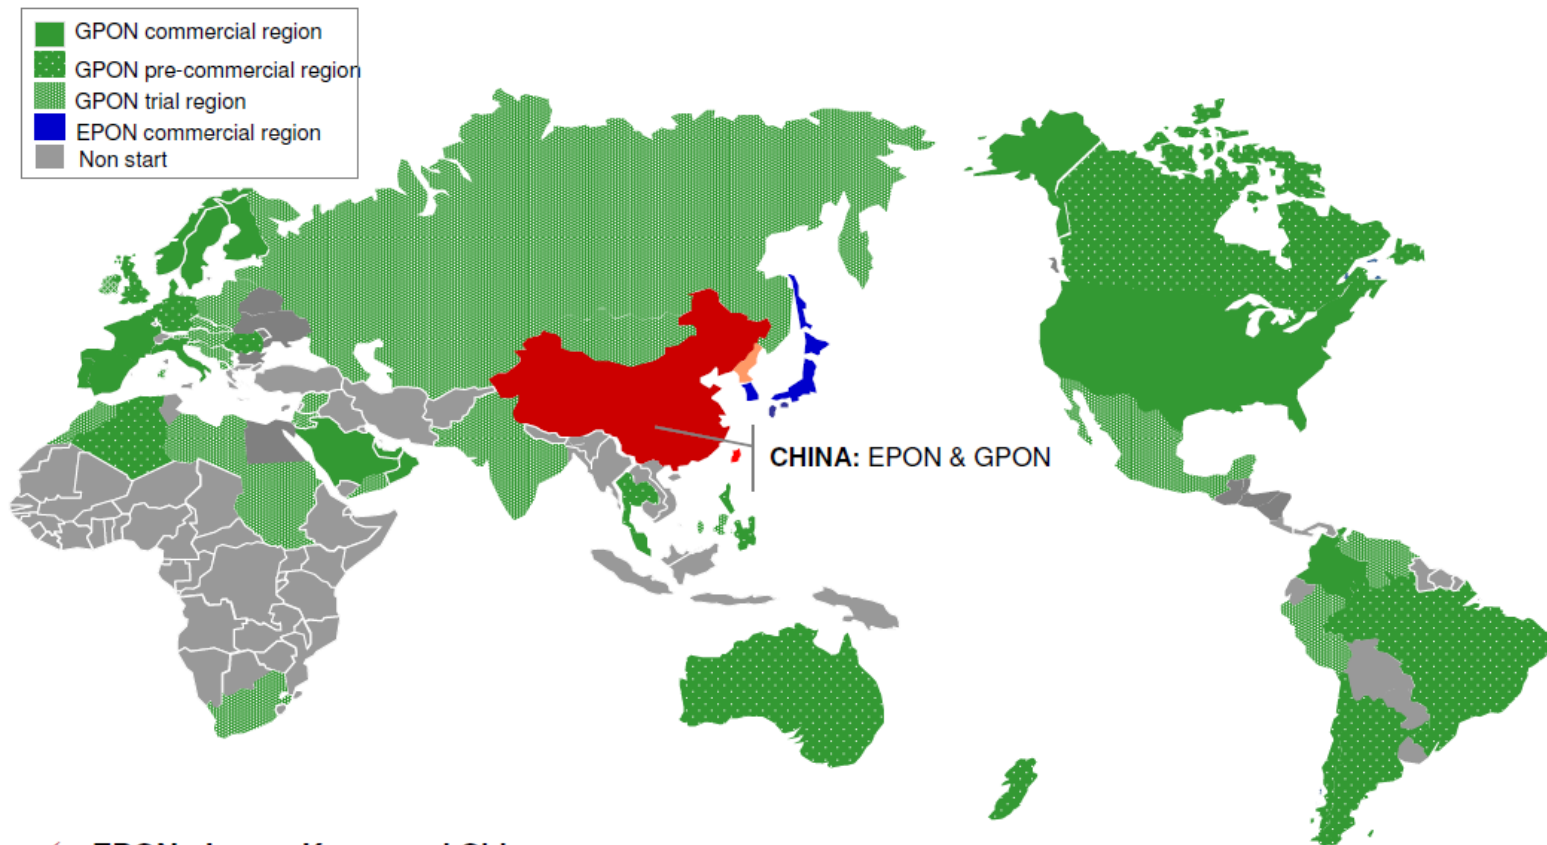 GPON commercial region
GPON pre-commercial region
GPON trial region
EPON commercial region
Non start
CHINA: EPON & GPON